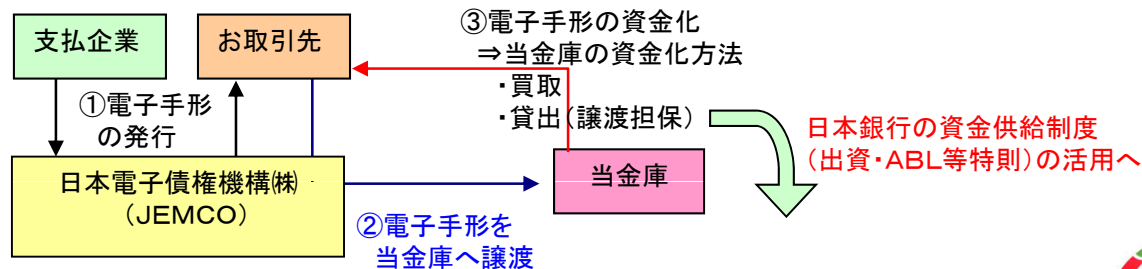 支払企業
お取引先
③電子手形の資金化
⇒当金庫の資金化方法
・買取
・貸出(譲渡担保)
①電子手形
の発行
日本銀行の資金供給制度
(出資・ABL等特則)の活用へ
日本電子債権機構㈱
(JEMCO)
当金庫
②電子手形を
当金庫へ譲渡